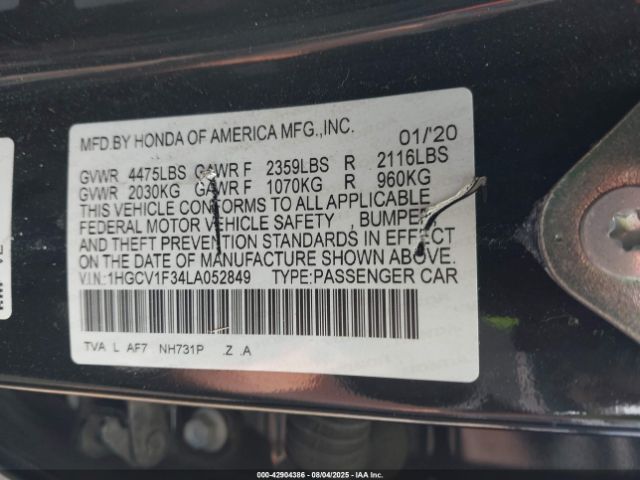 MFD.BY HONDA OF AMERICA MFG.,INC. 01/'20
GVWR 4475LBS GAWR F 2359LBS R 2116LBS
GVWR 2030KG GAWR F 1070KG R 960KG
THIS VEHICLE CONFORMS TO ALL APPLICABLE
FEDERAL MOTOR VEHICLE SAFETY , BUMPER
AND THEFT PREVENTION STANDARDS IN EFFECT
ON THE DATE OF MANUFACTURE SHOWN ABOVE.
V.I.N.:1HGCV1F34LA052849 TYPE:PASSENGER CAR
TVA L AF7 NH731P .Z .A
000-42904386 - 08/04/2025 - IAA Inc.